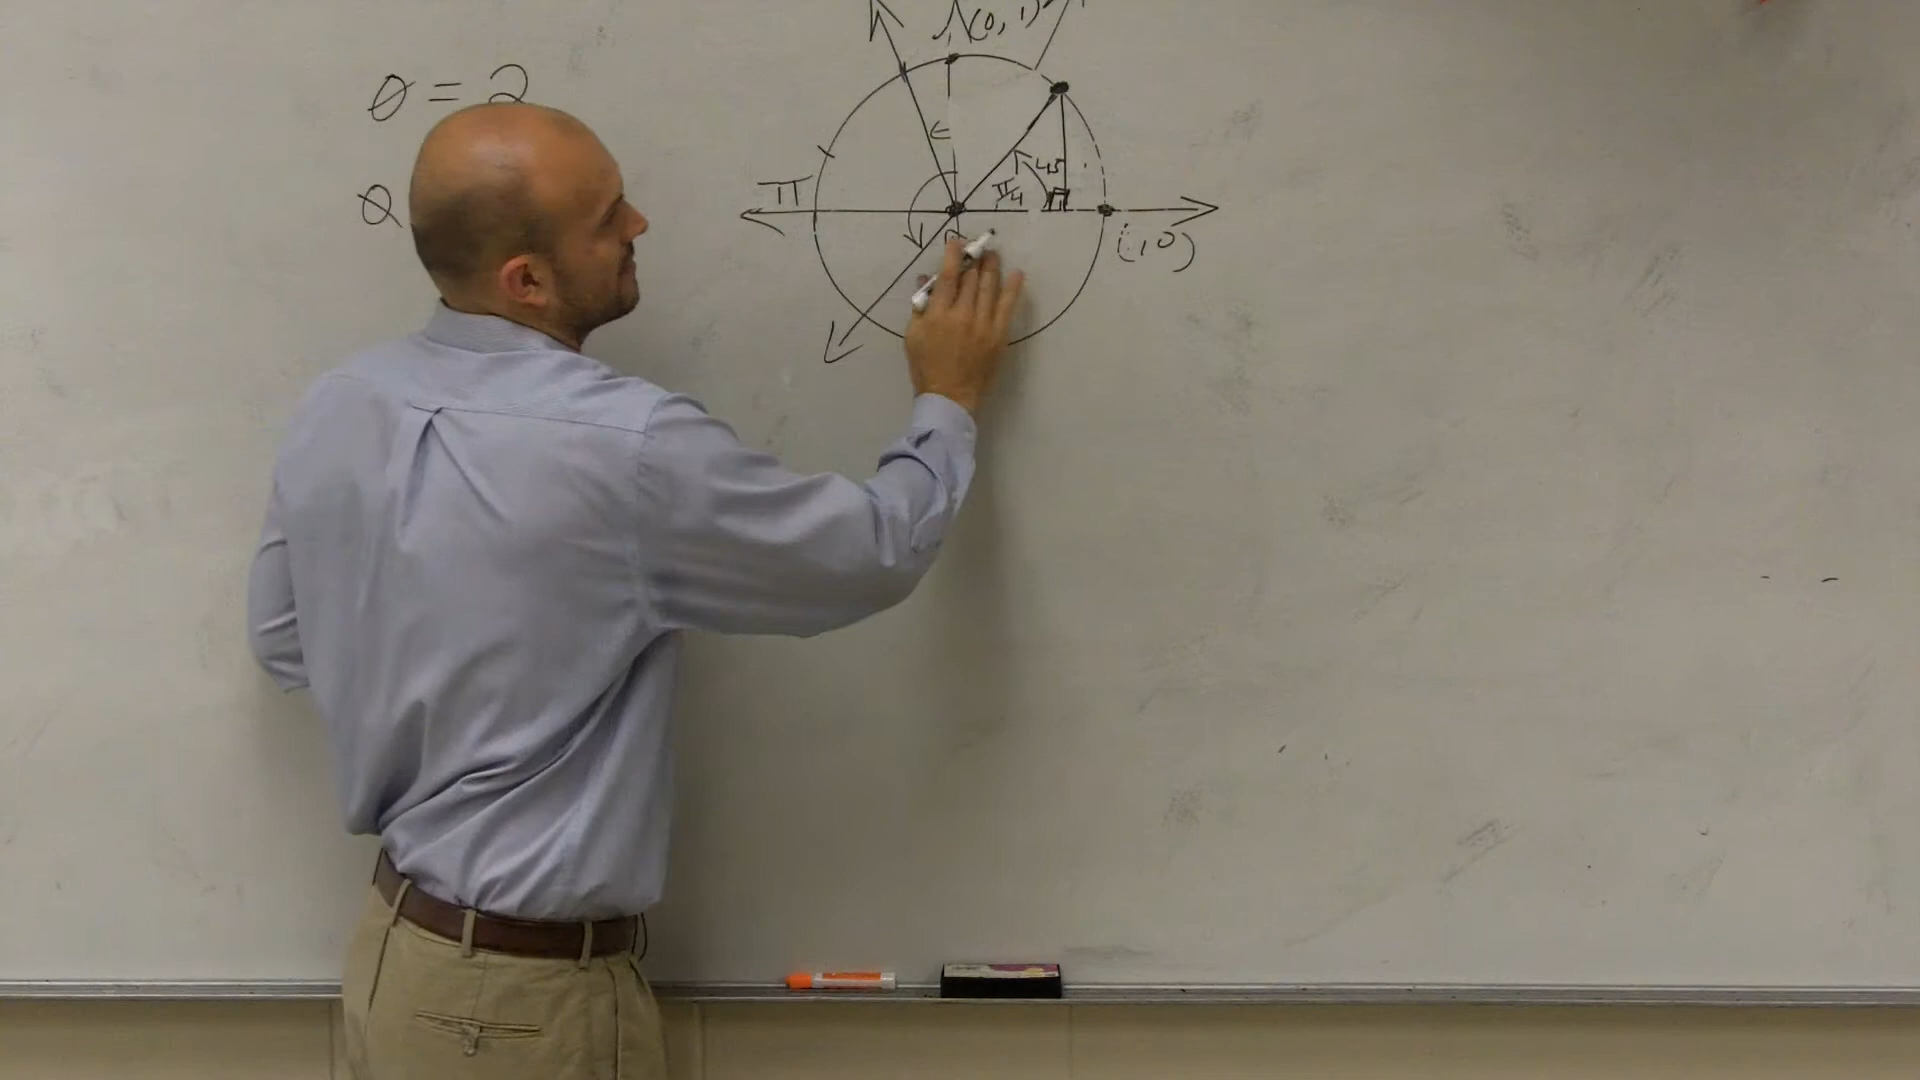 (0, 1)
θ = 2
45
π
π/4
θ
(1,0)